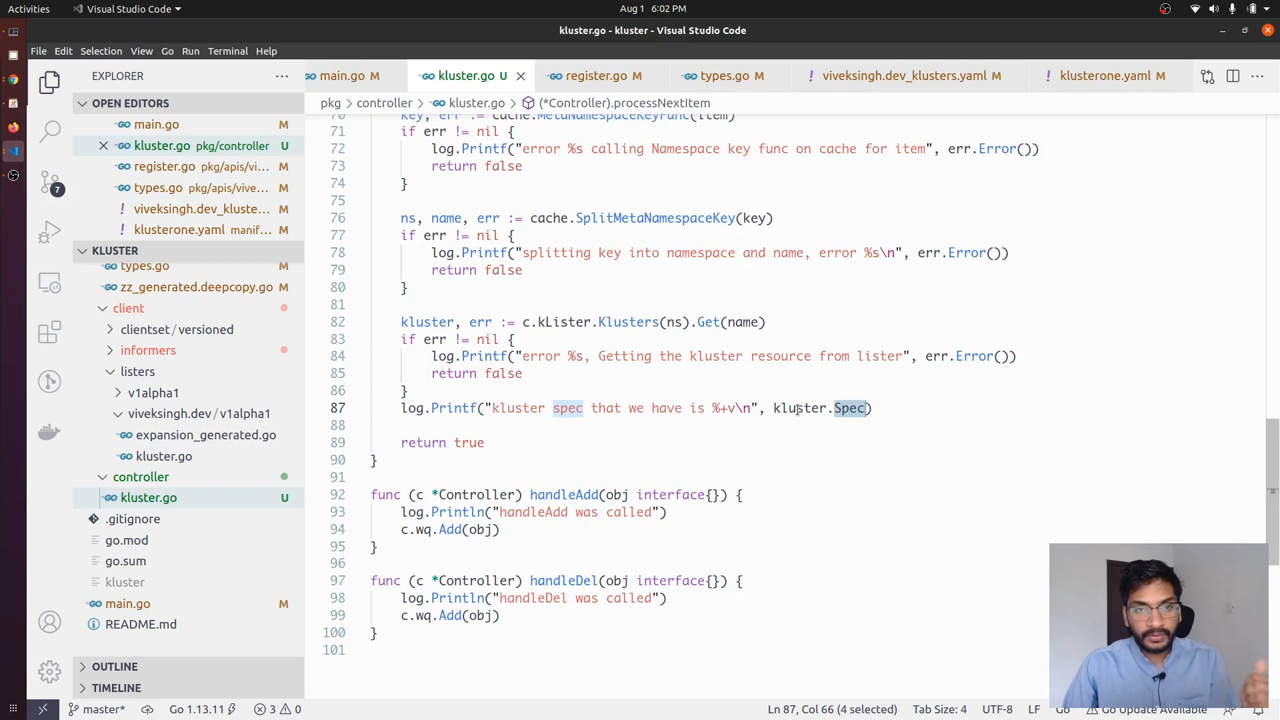 Activities
Visual Studio Code
Aug 1 6:02 PM
kluster.go - kluster - Visual Studio Code
File Edit Selection View Go Run Terminal Help
EXPLORER
main.go M
kluster.go U
register.go M
types.go M
viveksingh.dev_klusters.yaml M
klusterone.yaml M
OPEN EDITORS
pkg > controller > kluster.go > (*Controller).processNextItem
main.go M
kluster.go pkg/controller U
register.go pkg/apis/vi... M
types.go pkg/apis/vive... M
viveksingh.dev_kluste... M
klusterone.yaml manif... M
KLUSTER
types.go M
zz_generated.deepcopy.go M
client
clientset / versioned
informers
listers
v1alpha1
viveksingh.dev / v1alpha1
expansion_generated.go
kluster.go
controller
kluster.go U
.gitignore
go.mod
go.sum
kluster
main.go M
README.md
OUTLINE
TIMELINE
70 key, err := cache.MetaNamespaceKeyFunc(item)
71 if err != nil {
72 log.Printf("error %s calling Namespace key func on cache for item", err.Error())
73 return false
74 }
75
76 ns, name, err := cache.SplitMetaNamespaceKey(key)
77 if err != nil {
78 log.Printf("splitting key into namespace and name, error %s\n", err.Error())
79 return false
80 }
81
82 kluster, err := c.kLister.Klusters(ns).Get(name)
83 if err != nil {
84 log.Printf("error %s, Getting the kluster resource from lister", err.Error())
85 return false
86 }
87 log.Printf("kluster spec that we have is %+v\n", kluster.Spec)
88
89 return true
90 }
91
92 func (c *Controller) handleAdd(obj interface{}) {
93 log.Println("handleAdd was called")
94 c.wq.Add(obj)
95 }
96
97 func (c *Controller) handleDel(obj interface{}) {
98 log.Println("handleDel was called")
99 c.wq.Add(obj)
100 }
101
7
master* Go 1.13.11 3 0 Ln 87, Col 66 (4 selected) Tab Size: 4 UTF-8 LF Go Go Update Available